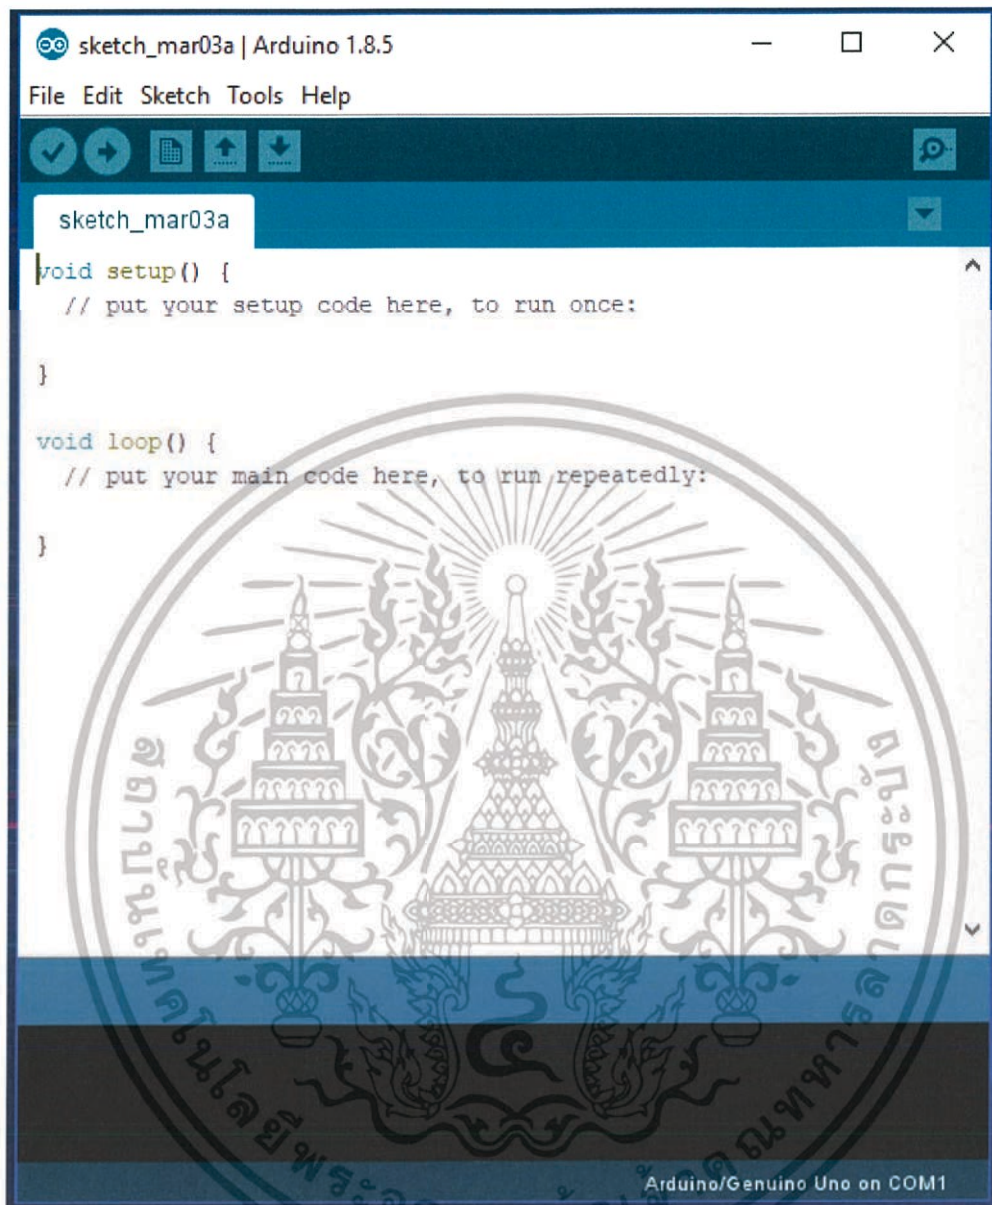 sketch_mar03a | Arduino 1.8.5
File Edit Sketch Tools Help
sketch_mar03a
void setup() {
  // put your setup code here, to run once:
}
void loop() {
  // put your main code here, to run repeatedly:
}
Arduino/Genuino Uno on COM1